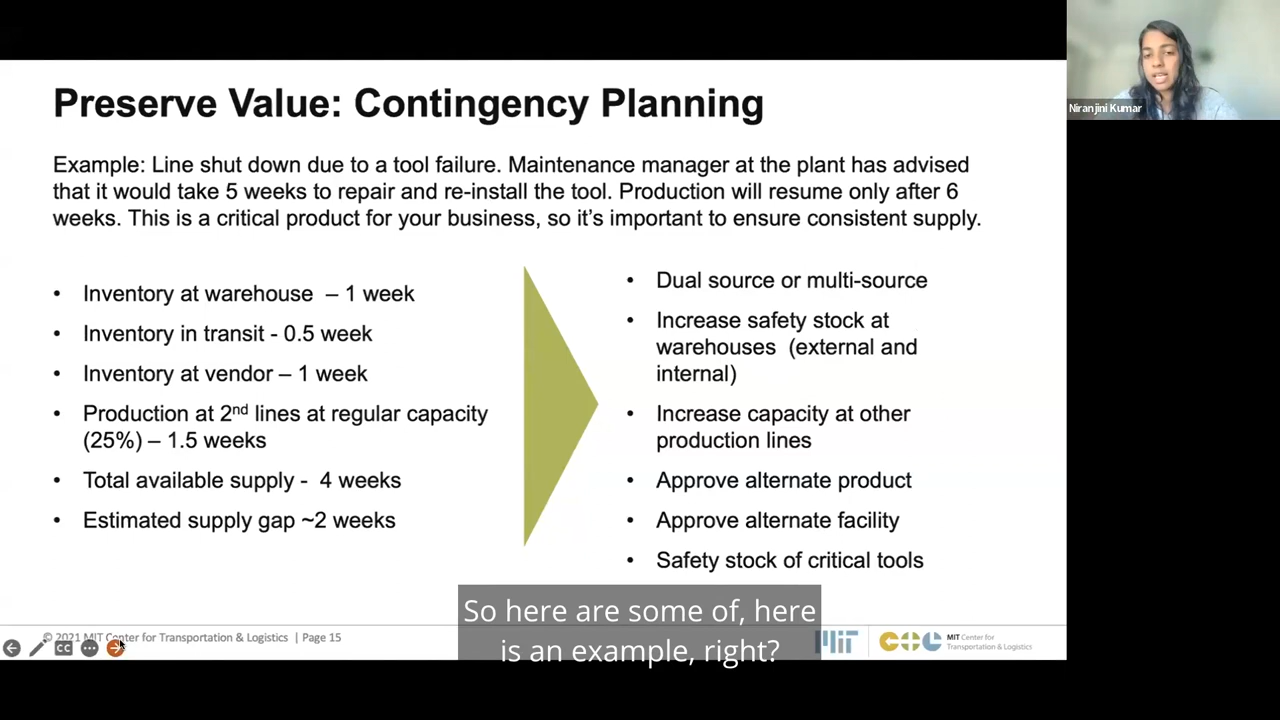 Preserve Value: Contingency Planning
Niranjini Kumar
Example: Line shut down due to a tool failure. Maintenance manager at the plant has advised
that it would take 5 weeks to repair and re-install the tool. Production will resume only after 6
weeks. This is a critical product for your business, so it's important to ensure consistent supply.
• Inventory at warehouse – 1 week
• Inventory in transit - 0.5 week
• Inventory at vendor – 1 week
• Production at 2nd lines at regular capacity
(25%) – 1.5 weeks
• Total available supply - 4 weeks
• Estimated supply gap ~2 weeks
• Dual source or multi-source
• Increase safety stock at
warehouses (external and
internal)
• Increase capacity at other
production lines
• Approve alternate product
• Approve alternate facility
• Safety stock of critical tools
So here are some of, here
is an example, right?
© 2021 MIT Center for Transportation & Logistics | Page 15
CC
MIT
CTL
MIT Center for
Transportation & Logistics